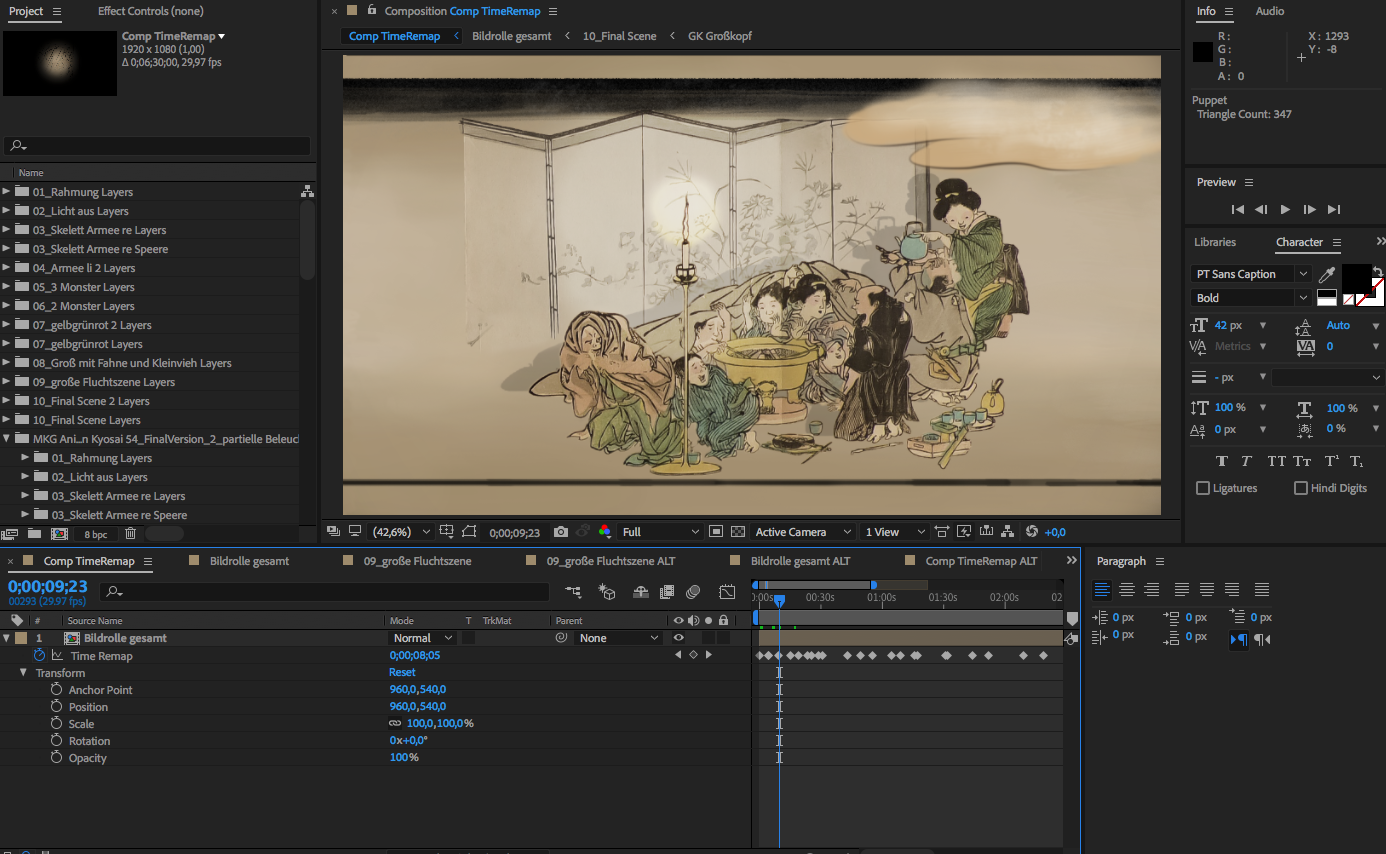 Project
Effect Controls (none)
Comp TimeRemap
1920 x 1080 (1,00)
Δ 0;06;30;00, 29,97 fps
Name
01_Rahmung Layers
02_Licht aus Layers
03_Skelett Armee re Layers
03_Skelett Armee re Speere
04_Armee li 2 Layers
05_3 Monster Layers
06_2 Monster Layers
07_gelbgrünrot 2 Layers
07_gelbgrünrot Layers
08_Groß mit Fahne und Kleinvieh Layers
09_große Fluchtszene Layers
10_Final Scene 2 Layers
10_Final Scene Layers
MKG Ani..n Kyosai 54_FinalVersion_2_partielle Beleuc
01_Rahmung Layers
02_Licht aus Layers
03_Skelett Armee re Layers
03_Skelett Armee re Speere
8 bpc
× Composition Comp TimeRemap
Comp TimeRemap Bildrolle gesamt 10_Final Scene GK Großkopf
(42,6%) 0;00;09;23 Full Active Camera 1 View +0,0
Info Audio
R :
G :
B :
A : 0
X : 1293
Y : -8
Puppet
Triangle Count: 347
Preview
Libraries Character
PT Sans Caption
Bold
42 px Auto
Metrics 0
- px
100 % 100 %
0 px 0 %
T T TT Tт T¹ T₁
Ligatures Hindi Digits
× Comp TimeRemap Bildrolle gesamt 09_große Fluchtszene 09_große Fluchtszene ALT Bildrolle gesamt ALT Comp TimeRemap ALT
0;00;09;23
00293 (29.97 fps)
0:00s 00:30s 01:00s 01:30s 02:00s 02
# Source Name Mode T TrkMat Parent
1 Bildrolle gesamt Normal None
Time Remap 0;00;08;05
Transform Reset
Anchor Point 960,0,540,0
Position 960,0,540,0
Scale 100,0,100,0%
Rotation 0x+0,0°
Opacity 100%
Paragraph
0 px 0 px 0 px
0 px 0 px